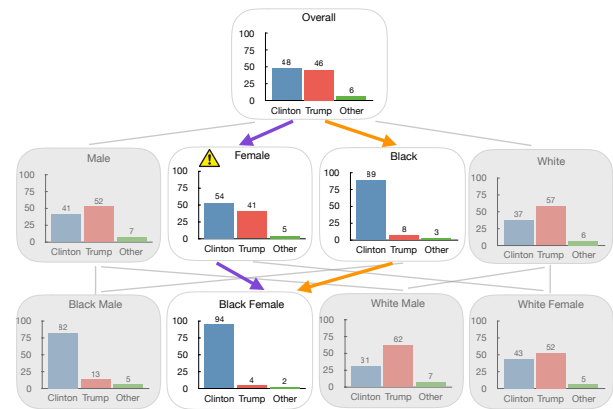 Overall
100
75
50
25
0
48 46 6
Clinton Trump Other
Male
100
75
50
25
0
41 52 7
Clinton Trump Other
Female
100
75
50
25
0
54 41 5
Clinton Trump Other
Black
100
75
50
25
0
89 8 3
Clinton Trump Other
White
100
75
50
25
0
37 57 6
Clinton Trump Other
Black Male
100
75
50
25
0
82 13 5
Clinton Trump Other
Black Female
100
75
50
25
0
94 4 2
Clinton Trump Other
White Male
100
75
50
25
0
31 62 7
Clinton Trump Other
White Female
100
75
50
25
0
43 52 5
Clinton Trump Other